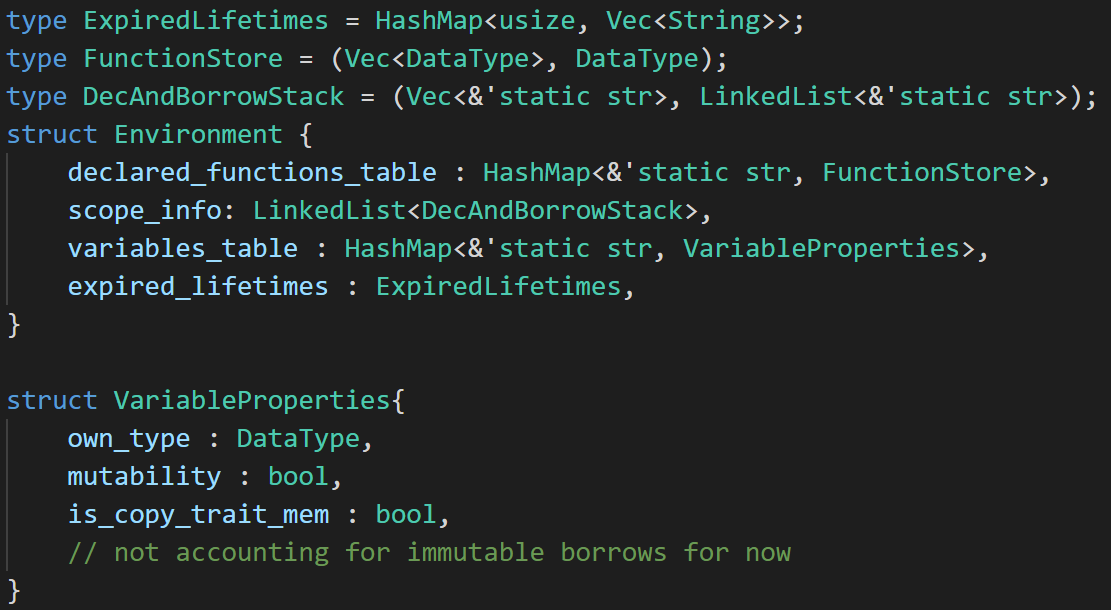 type ExpiredLifetimes = HashMap<usize, Vec<String>>;
type FunctionStore = (Vec<DataType>, DataType);
type DecAndBorrowStack = (Vec<&'static str>, LinkedList<&'static str>);
struct Environment {
    declared_functions_table : HashMap<&'static str, FunctionStore>,
    scope_info: LinkedList<DecAndBorrowStack>,
    variables_table : HashMap<&'static str, VariableProperties>,
    expired_lifetimes : ExpiredLifetimes,
}

struct VariableProperties{
    own_type : DataType,
    mutability : bool,
    is_copy_trait_mem : bool,
    // not accounting for immutable borrows for now
}